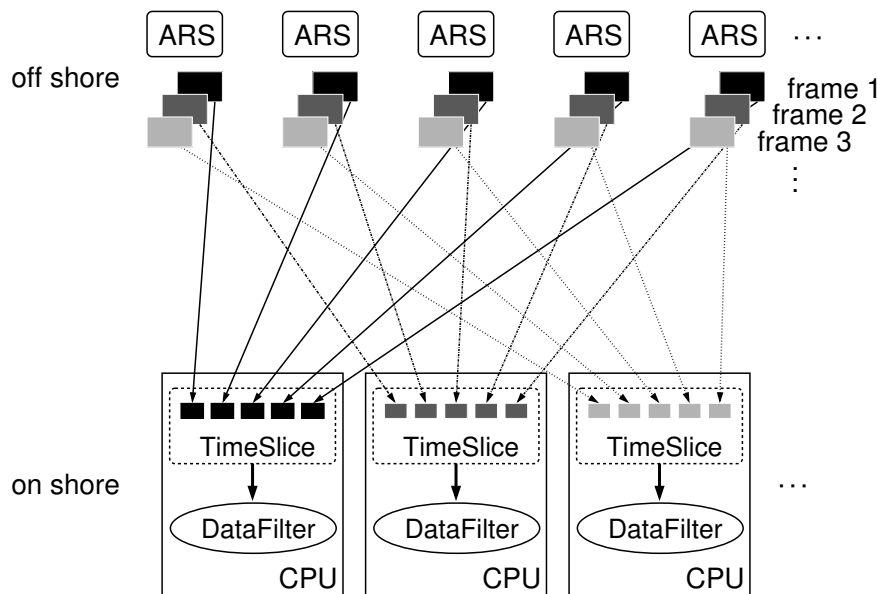 ARS ARS ARS ARS ARS ...
off shore
frame 1
frame 2
frame 3
...
TimeSlice TimeSlice TimeSlice
on shore ...
DataFilter DataFilter DataFilter
CPU CPU CPU